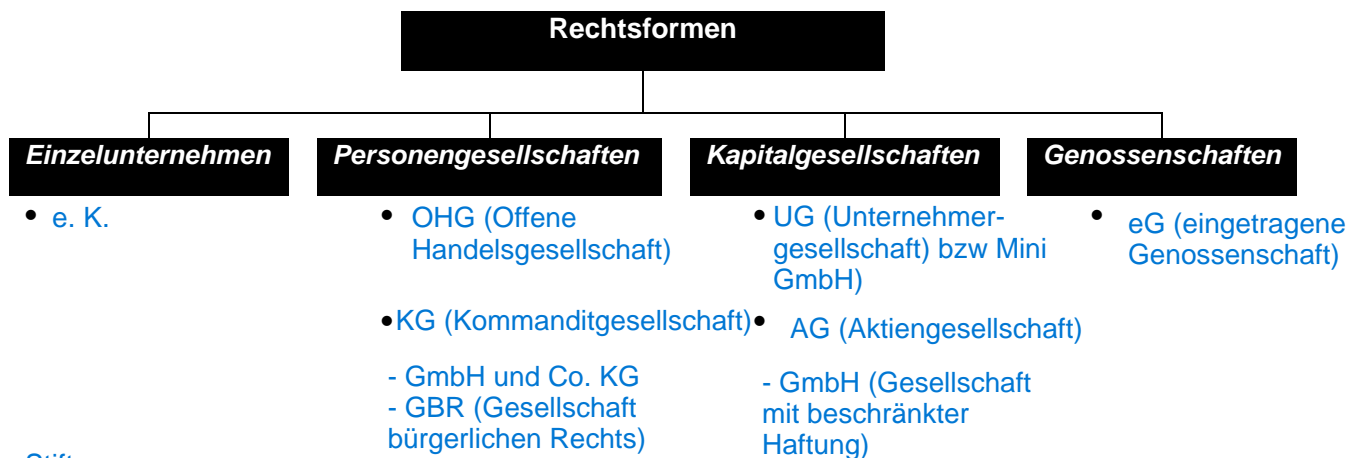 Rechtsformen
Einzelunternehmen
Personengesellschaften
Kapitalgesellschaften
Genossenschaften
• e. K.
• OHG (Offene
Handelsgesellschaft)
•KG (Kommanditgesellschaft)
- GmbH und Co. KG
- GBR (Gesellschaft
bürgerlichen Rechts)
• UG (Unternehmer-
gesellschaft) bzw Mini
GmbH)
• AG (Aktiengesellschaft)
- GmbH (Gesellschaft
mit beschränkter
Haftung)
• eG (eingetragene
Genossenschaft)